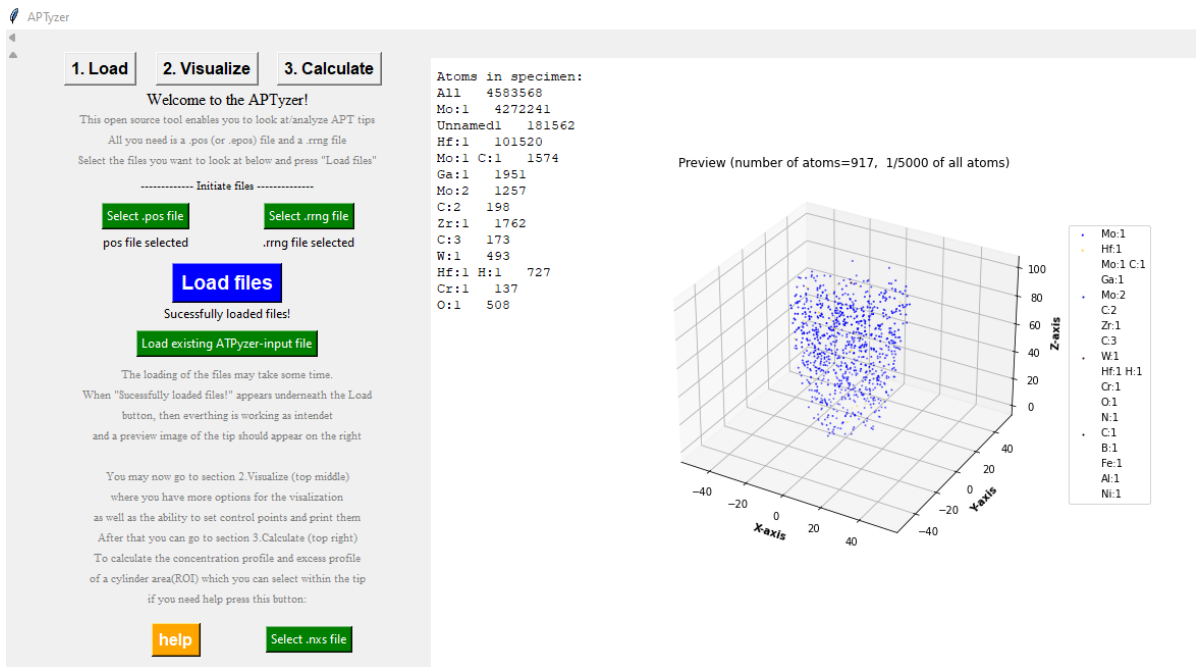 APTyzer
1. Load
2. Visualize
3. Calculate
Welcome to the APTyzer!
This open source tool enables you to look at/analyze APT tips
All you need is a .pos (or .epos) file and a .rrng file
Select the files you want to look at below and press "Load files"
------------- Initiate files --------------
Select .pos file
Select .rrng file
pos file selected
.rrng file selected
Load files
Sucessfully loaded files!
Load existing ATPyzer-input file
The loading of the files may take some time.
When "Sucessfully loaded files!" appears underneath the Load
button, then everthing is working as intendet
and a preview image of the tip should appear on the right
You may now go to section 2.Visualize (top middle)
where you have more options for the visalization
as well as the ability to set control points and print them
After that you can go to section 3.Calculate (top right)
To calculate the concentration profile and excess profile
of a cylinder area(ROI) which you can select within the tip
if you need help press this button:
help
Select .nxs file
Atoms in specimen:
All 4583568
Mo:1 4272241
Unnamed1 181562
Hf:1 101520
Mo:1 C:1 1574
Ga:1 1951
Mo:2 1257
C:2 198
Zr:1 1762
C:3 173
W:1 493
Hf:1 H:1 727
Cr:1 137
O:1 508
Preview (number of atoms=917, 1/5000 of all atoms)
100
80
60
40
20
0
Z-axis
−40
−20
0
20
40
X-axis
40
20
0
−20
−40
Y-axis
Mo:1
Hf:1
Mo:1 C:1
Ga:1
Mo:2
C:2
Zr:1
C:3
W:1
Hf:1 H:1
Cr:1
O:1
N:1
C:1
B:1
Fe:1
Al:1
Ni:1